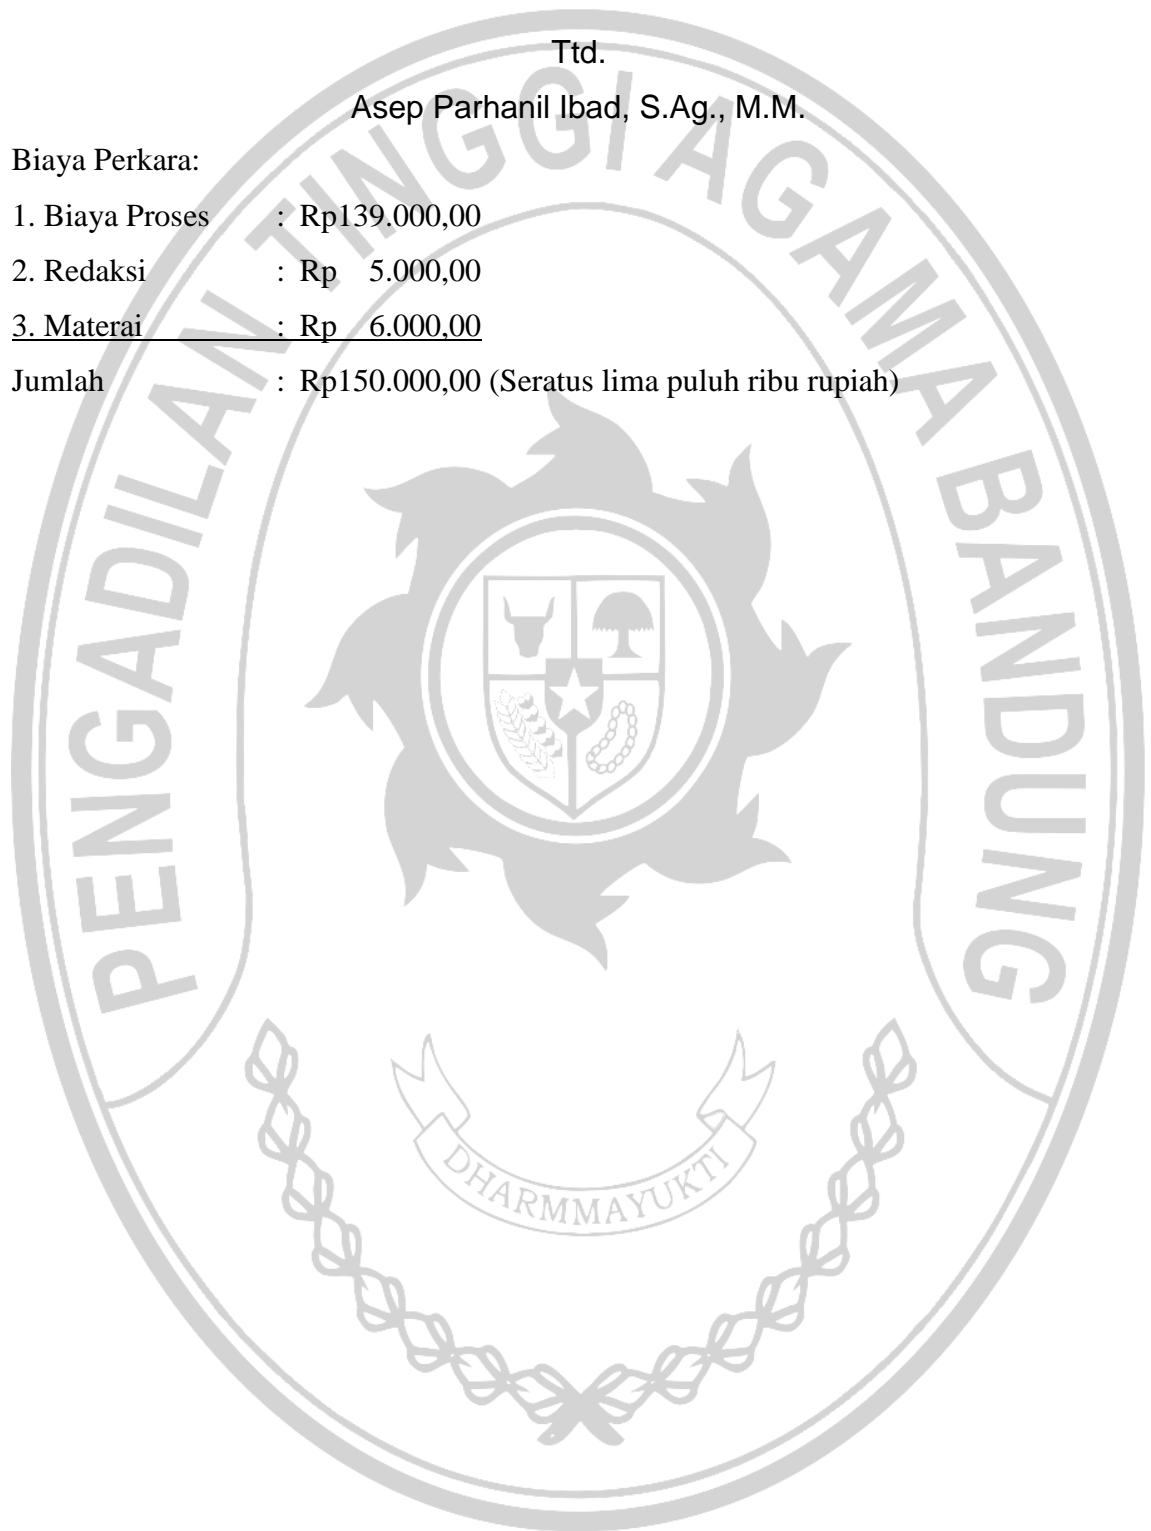 Ttd.
Asep Parhanil Ibad, S.Ag., M.M.
Biaya Perkara:
1. Biaya Proses : Rp139.000,00
2. Redaksi : Rp 5.000,00
3. Materai : Rp 6.000,00
Jumlah : Rp150.000,00 (Seratus lima puluh ribu rupiah)
PENGADILAN TINGGI AGAMA BANDUNG
DHARMMAYUKTI